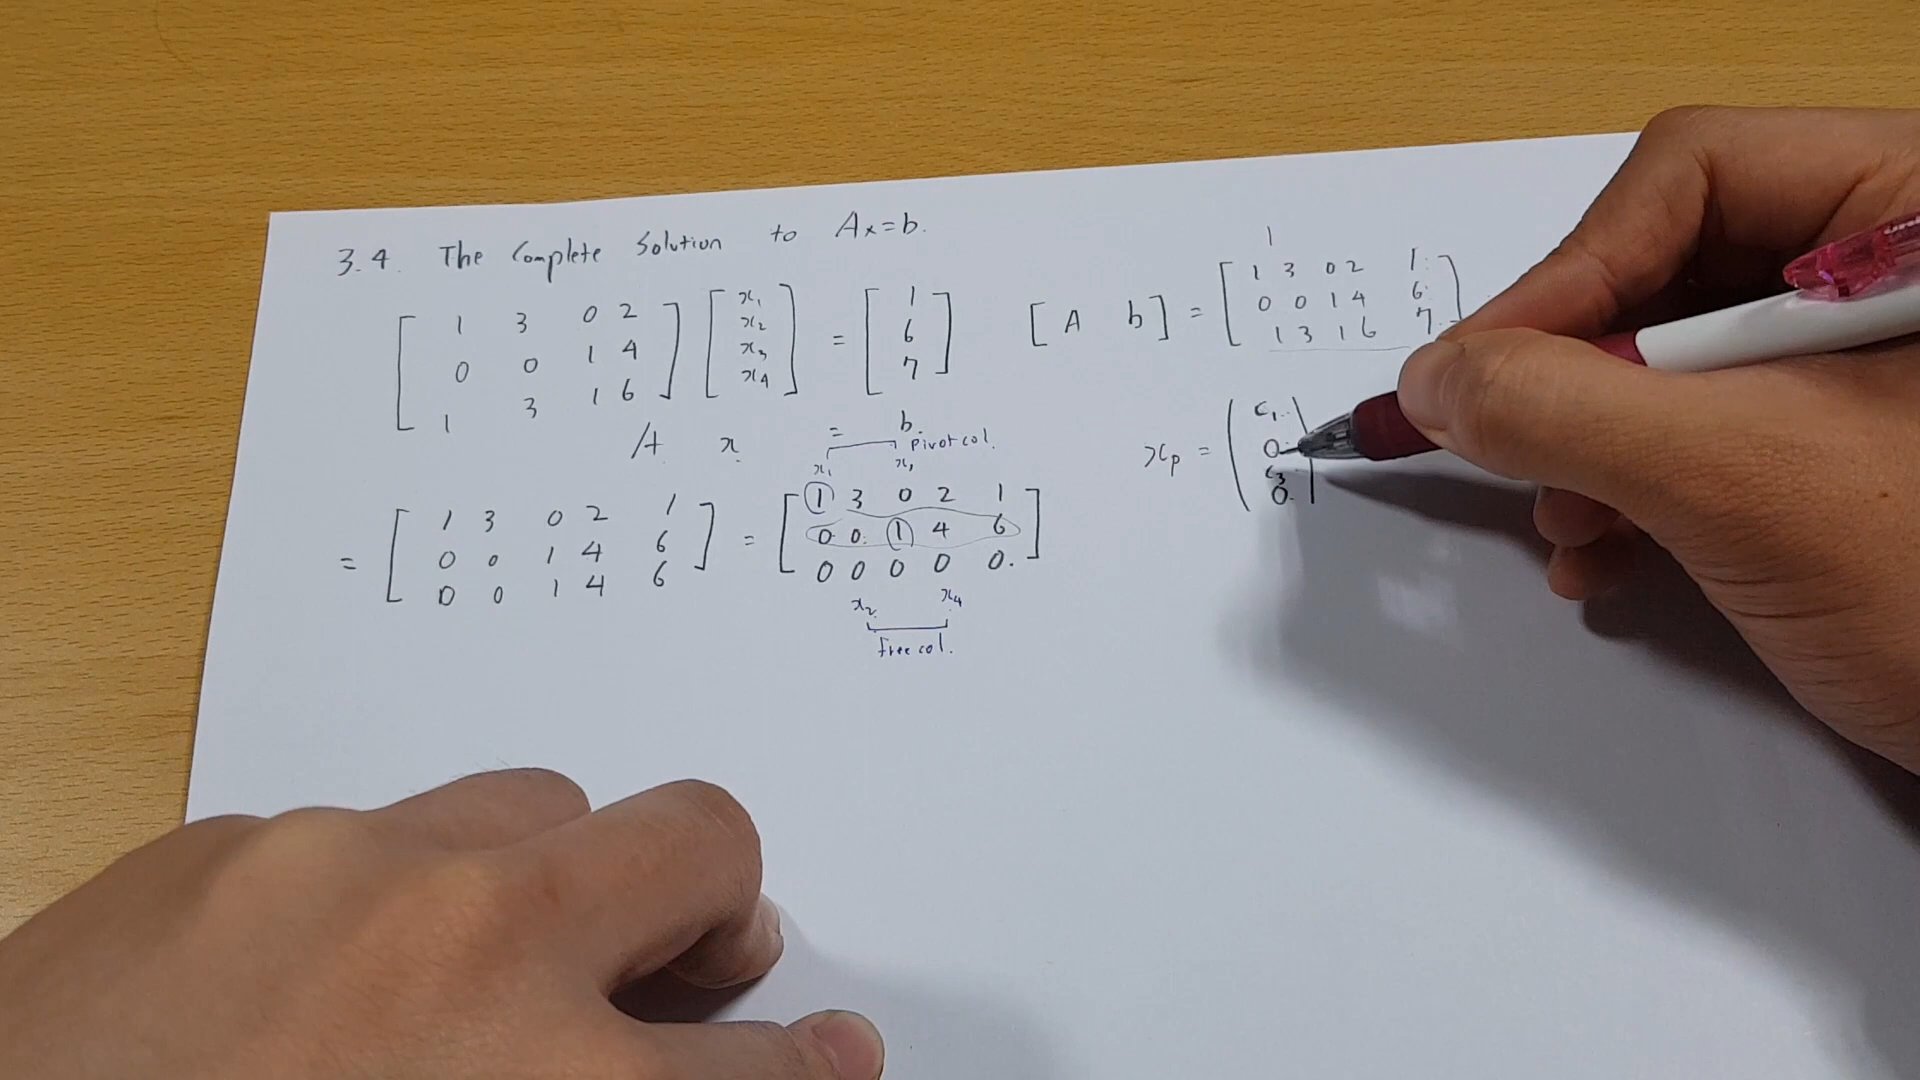 3.4. The Complete Solution to Ax=b.
[ 1 3 0 2 ] [ x₁ ] = [ 1 ]
[ 0 0 1 4 ] [ x₂ ] [ 6 ]
[ 1 3 1 6 ] [ x₃ ] [ 7 ]
[ x₄ ]
A x = b.
1
[ A b ] = [ 1 3 0 2 1 ]
[ 0 0 1 4 6 ]
[ 1 3 1 6 7 ]
pivot col.
x₁
= [ 1 3 0 2 1 ] = [ 1 3 0 2 1 ]
[ 0 0 1 4 6 ] [ 0 0 1 4 6 ]
[ 0 0 1 4 6 ] [ 0 0 0 0 0. ]
x₂ x₄
Free col.
xₚ = ( c₁ )
( 0 )
( c₃ )
( 0 )